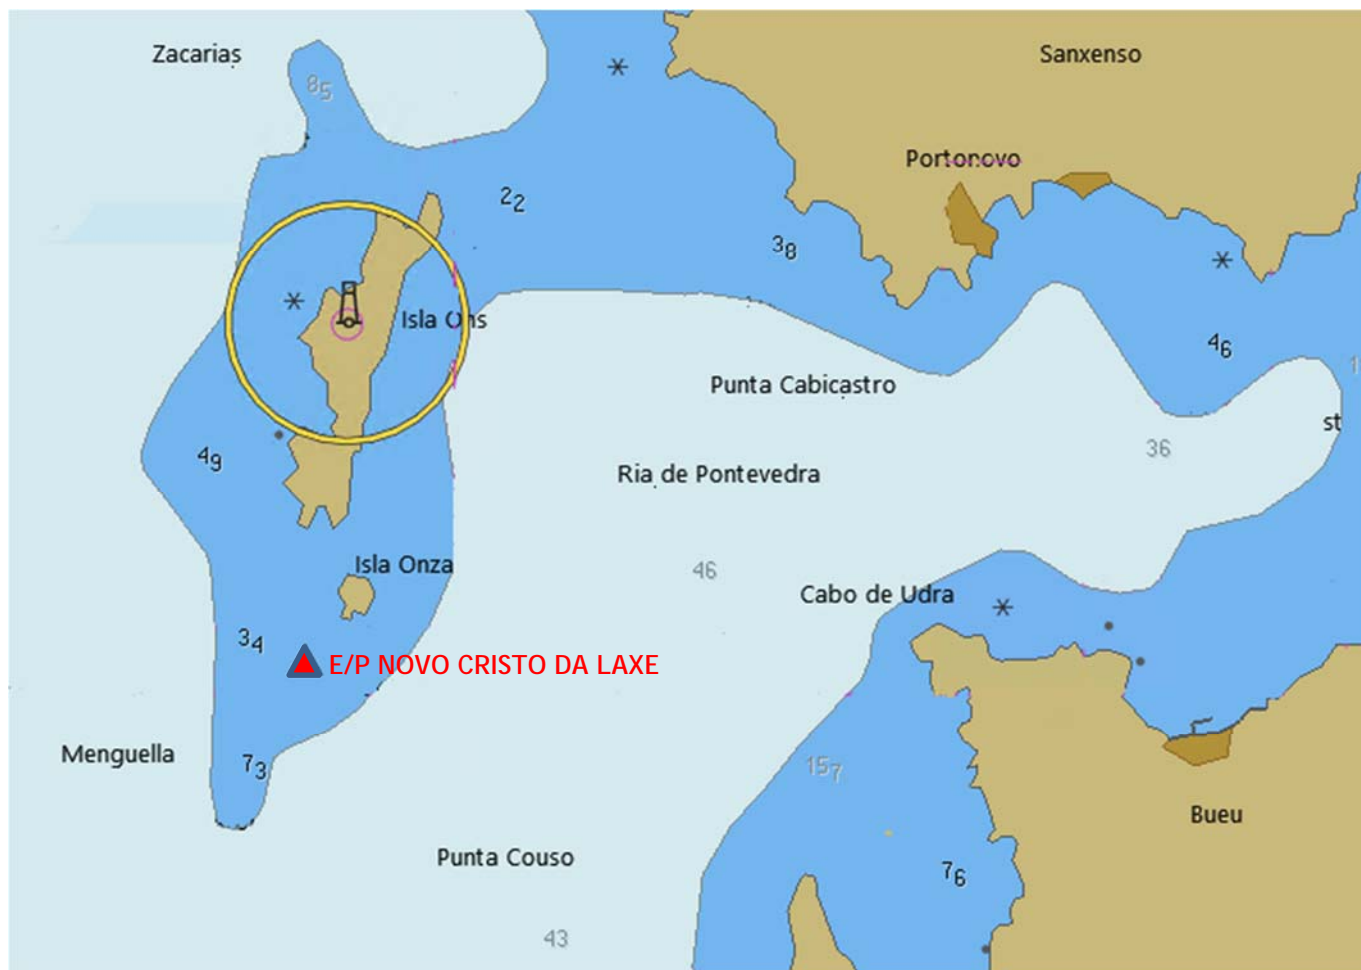 Zacarias
Sanxenso
8₅
Portonovo
2₂
3₈
Isla Ons
4₆
Punta Cabicastro
st
36
4₉
Ria de Pontevedra
Isla Onza
46
Cabo de Udra
3₄
E/P NOVO CRISTO DA LAXE
Menguella
7₃
15₇
Bueu
Punta Couso
7₆
43